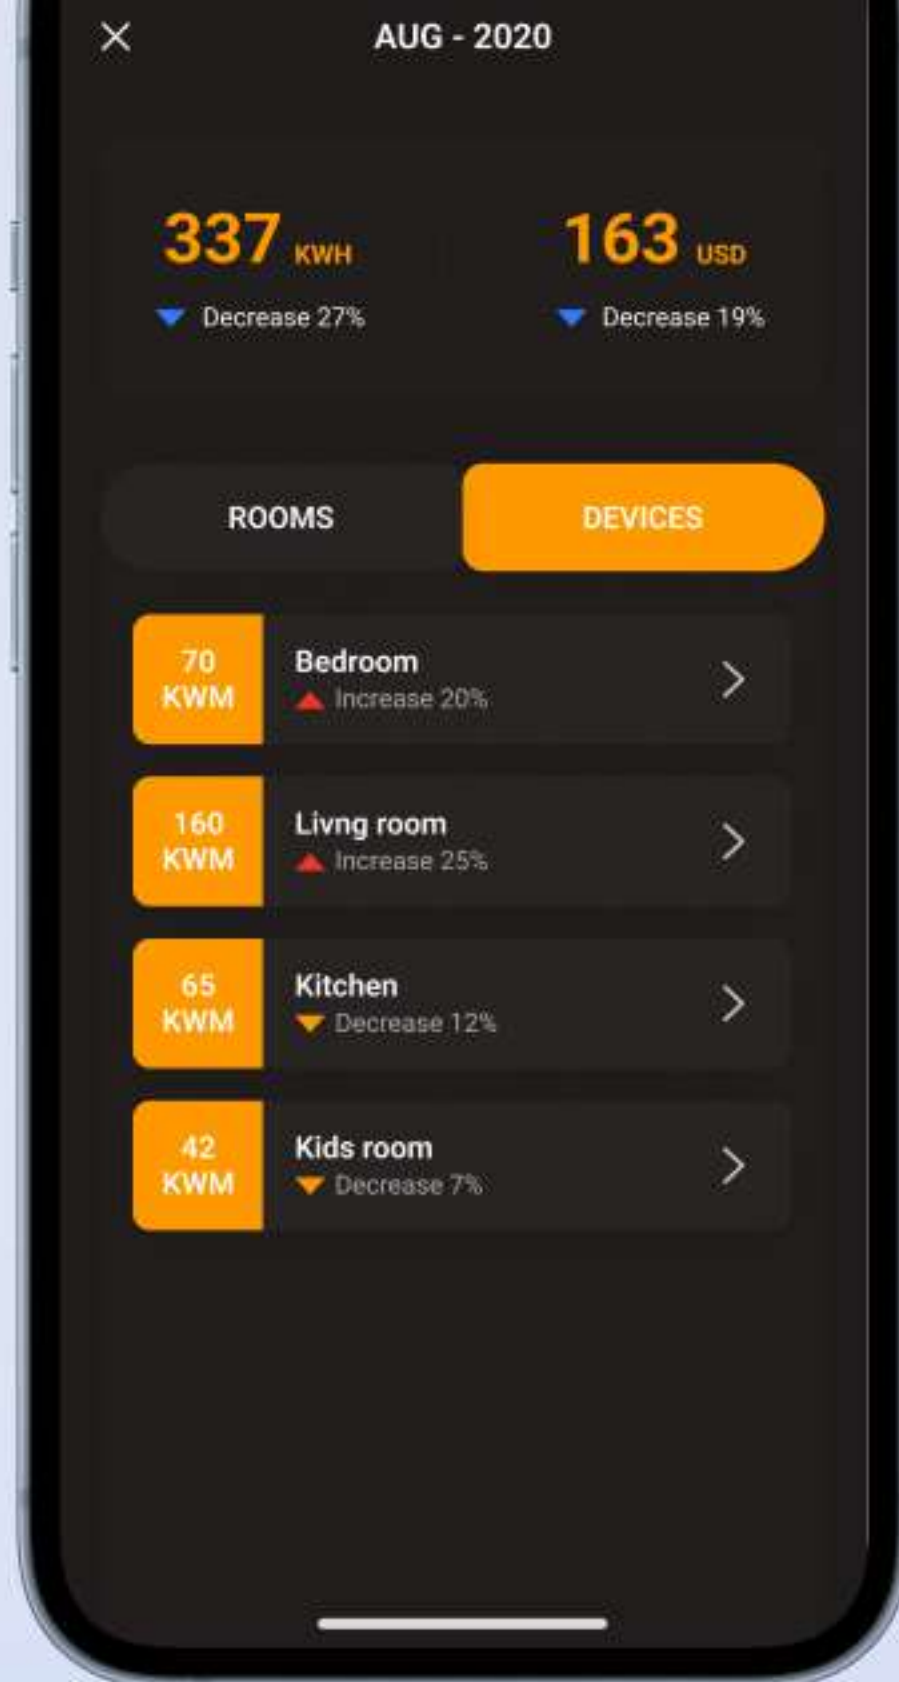 AUG - 2020
337 KWH
Decrease 27%
163 USD
Decrease 19%
ROOMS
DEVICES
70
KWM
Bedroom
Increase 20%
160
KWM
Livng room
Increase 25%
65
KWM
Kitchen
Decrease 12%
42
KWM
Kids room
Decrease 7%